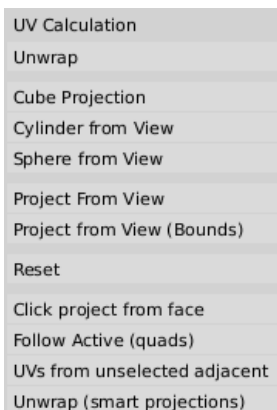 UV Calculation
Unwrap
Cube Projection
Cylinder from View
Sphere from View
Project From View
Project from View (Bounds)
Reset
Click project from face
Follow Active (quads)
UVs from unselected adjacent
Unwrap (smart projections)